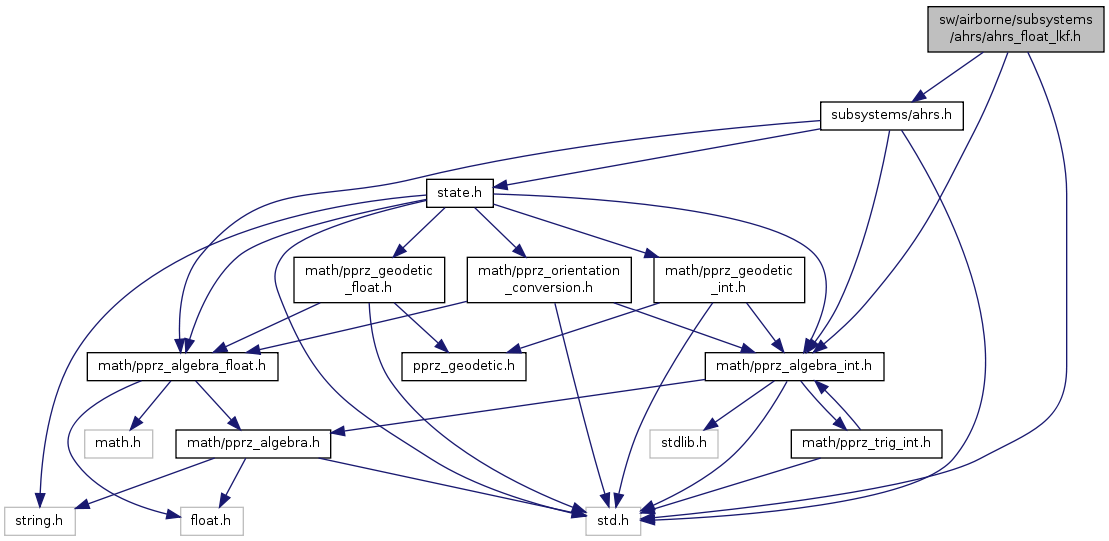 sw/airborne/subsystems
/ahrs/ahrs_float_lkf.h
subsystems/ahrs.h
state.h
math/pprz_geodetic
_float.h
math/pprz_orientation
_conversion.h
math/pprz_geodetic
_int.h
math/pprz_algebra_float.h
pprz_geodetic.h
math/pprz_algebra_int.h
math.h
math/pprz_algebra.h
stdlib.h
math/pprz_trig_int.h
string.h
float.h
std.h